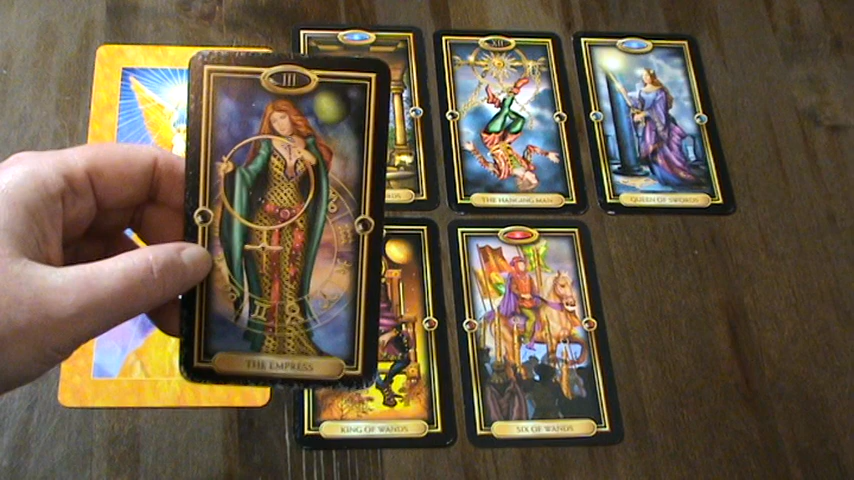 III
THE EMPRESS
XII
THE HANGING MAN
QUEEN OF SWORDS
KING OF WANDS
SIX OF WANDS